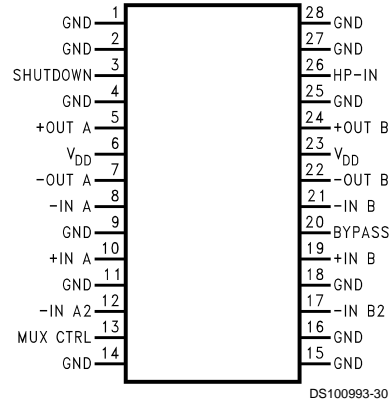 GND 1 28 GND
GND 2 27 GND
SHUTDOWN 3 26 HP-IN
GND 4 25 GND
+OUT A 5 24 +OUT B
VDD 6 23 VDD
-OUT A 7 22 -OUT B
-IN A 8 21 -IN B
GND 9 20 BYPASS
+IN A 10 19 +IN B
GND 11 18 GND
-IN A2 12 17 -IN B2
MUX CTRL 13 16 GND
GND 14 15 GND
DS100993-30